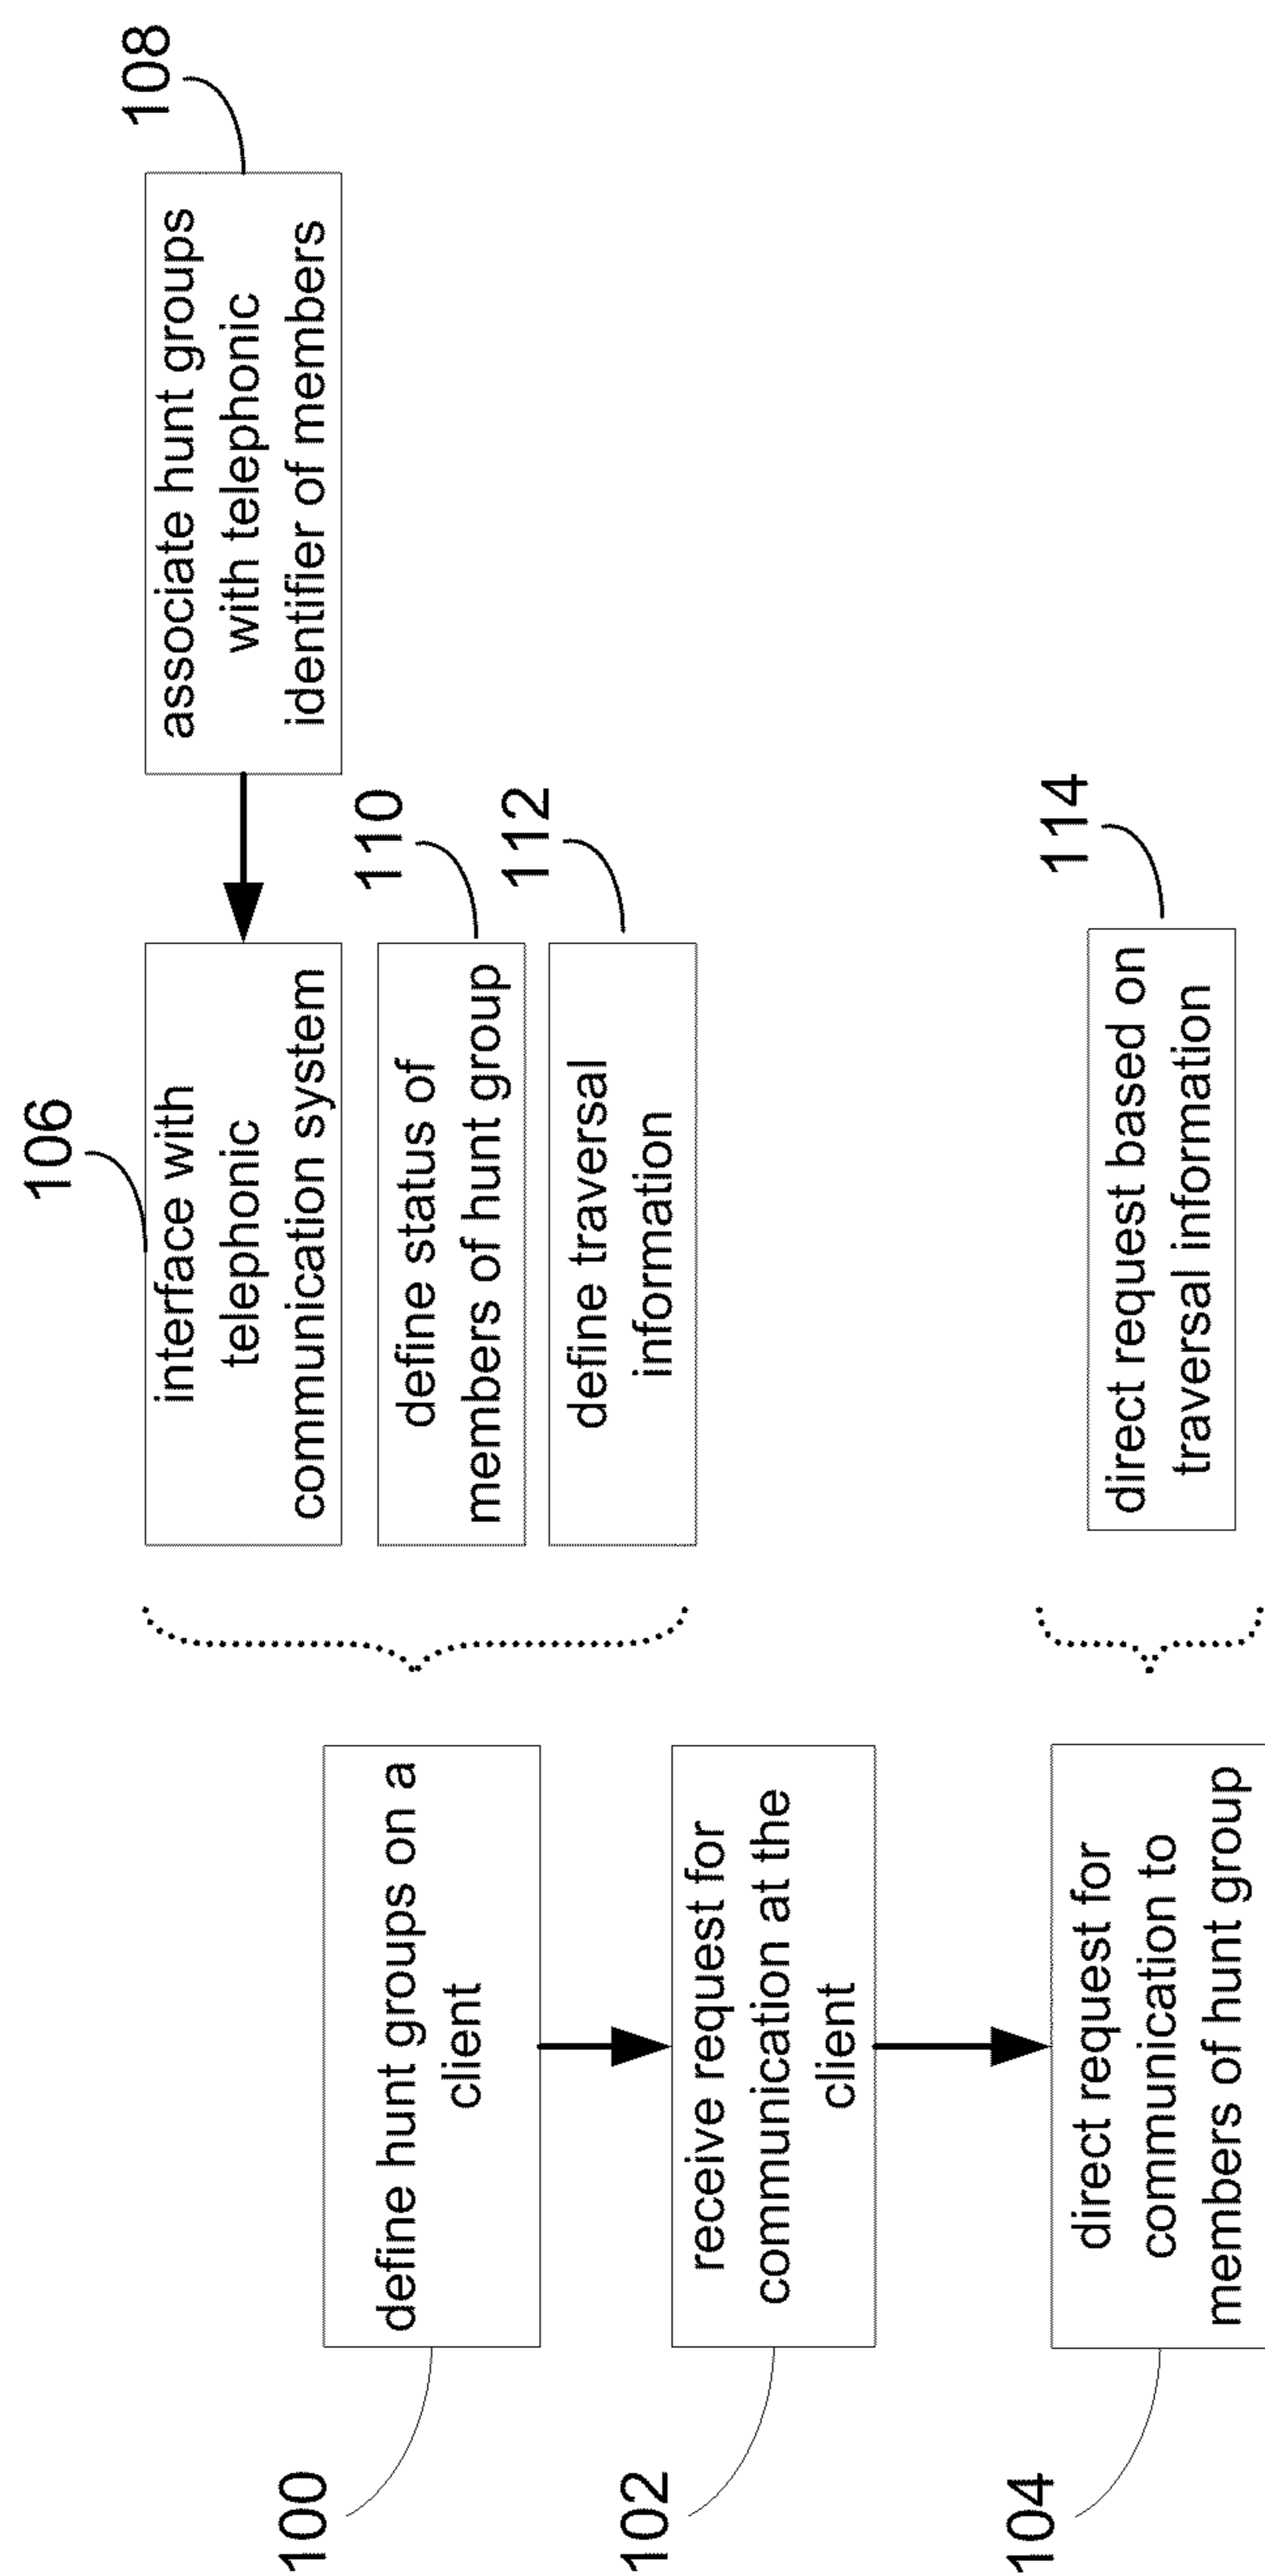 100
define hunt groups on a
client
102
receive request for
communication at the
client
104
direct request for
communication to
members of hunt group
106
interface with
telephonic
communication system
108
associate hunt groups
with telephonic
identifier of members
110
define status of
members of hunt group
112
define traversal
information
114
direct request based on
traversal information